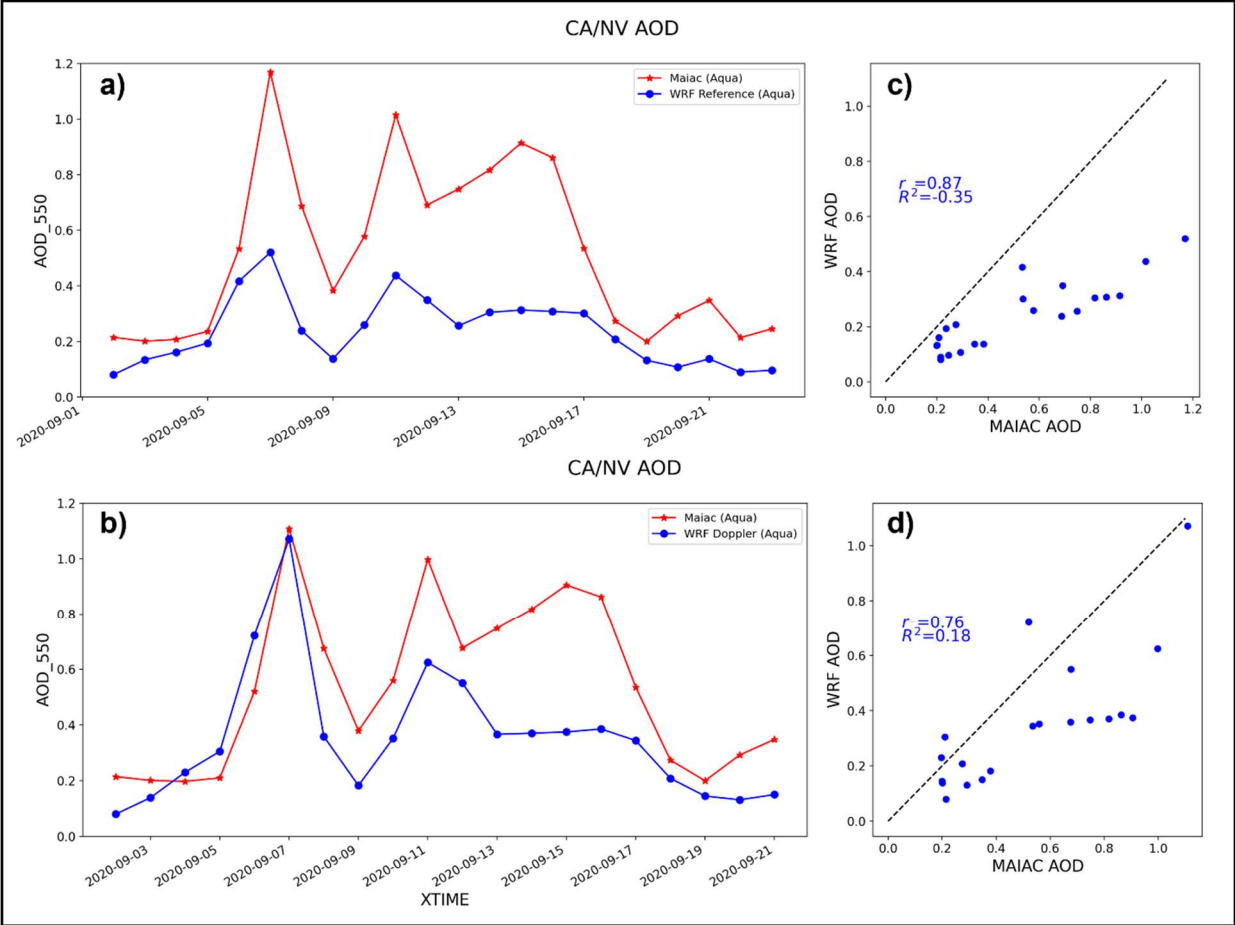 CA/NV AOD
a)
Maiac (Aqua)
WRF Reference (Aqua)
AOD_550
1.2
1.0
0.8
0.6
0.4
0.2
0.0
2020-09-01
2020-09-05
2020-09-09
2020-09-13
2020-09-17
2020-09-21
c)
r =0.87
R²=-0.35
WRF AOD
1.0
0.8
0.6
0.4
0.2
0.0
0.0
0.2
0.4
0.6
0.8
1.0
1.2
MAIAC AOD
CA/NV AOD
b)
Maiac (Aqua)
WRF Doppler (Aqua)
AOD_550
1.2
1.0
0.8
0.6
0.4
0.2
0.0
2020-09-03
2020-09-05
2020-09-07
2020-09-09
2020-09-11
2020-09-13
2020-09-15
2020-09-17
2020-09-19
2020-09-21
XTIME
d)
r =0.76
R²=0.18
WRF AOD
1.0
0.8
0.6
0.4
0.2
0.0
0.0
0.2
0.4
0.6
0.8
1.0
MAIAC AOD